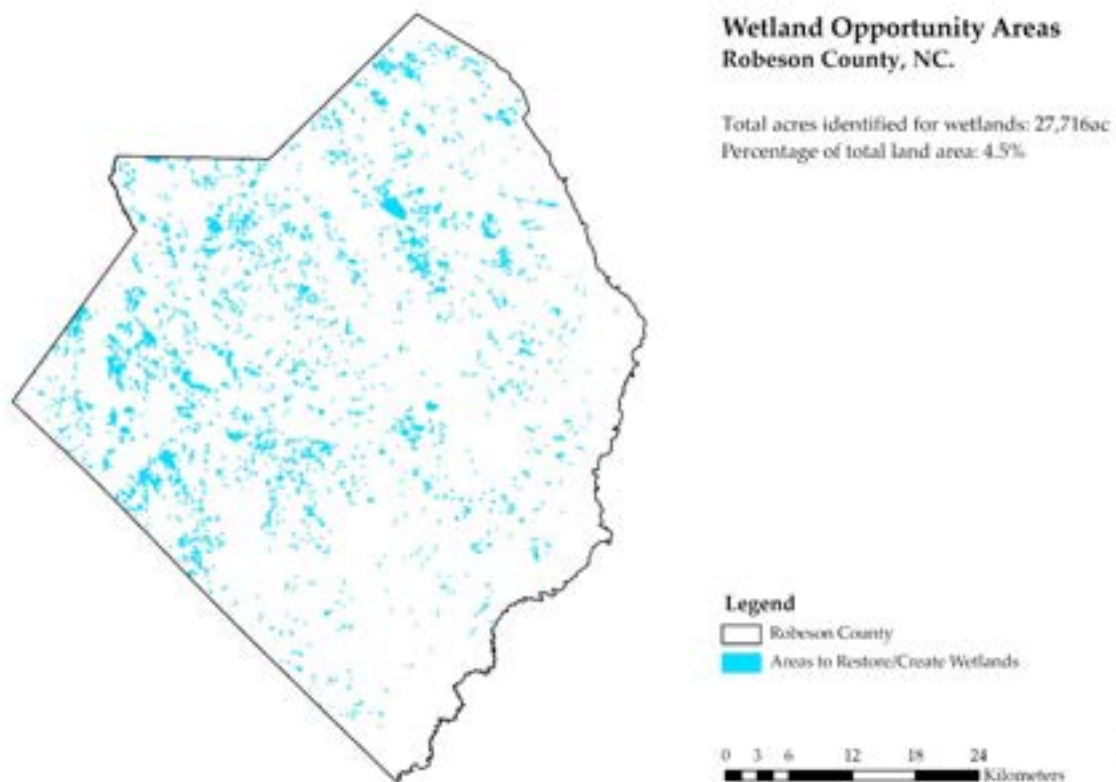 Wetland Opportunity Areas
Robeson County, NC.
Total acres identified for wetlands: 27,716ac
Percentage of total land area: 4.5%
Legend
Robeson County
Areas to Restore/Create Wetlands
0 3 6 12 18 24
Kilometers